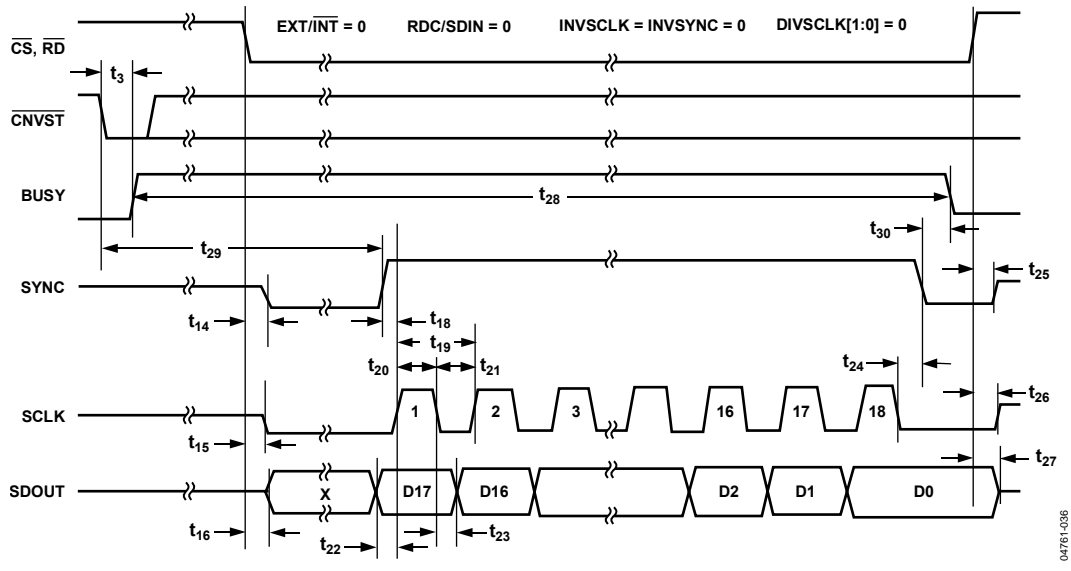 EXT/INT = 0 RDC/SDIN = 0 INVSCLK = INVSYNC = 0 DIVSCLK[1:0] = 0
CS, RD
t3
CNVST
BUSY
t28
t30
t29
t25
SYNC
t14
t18
t19
t20
t21
t24
t26
SCLK
1 2 3 16 17 18
t15
t27
SDOUT
X D17 D16 D2 D1 D0
t16
t22
t23
04761-036